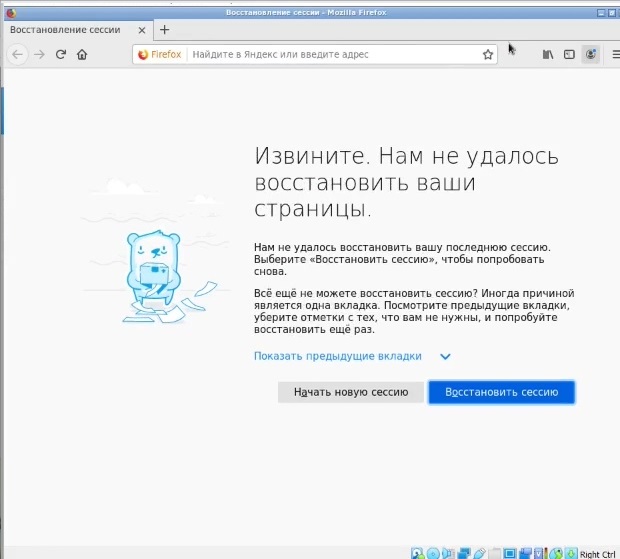 Восстановление сессии - Mozilla Firefox
Восстановление сессии
Firefox
Найдите в Яндекс или введите адрес
Извините. Нам не удалось
восстановить ваши
страницы.
Нам не удалось восстановить вашу последнюю сессию.
Выберите «Восстановить сессию», чтобы попробовать
снова.
Всё ещё не можете восстановить сессию? Иногда причиной
является одна вкладка. Посмотрите предыдущие вкладки,
уберите отметки с тех, что вам не нужны, и попробуйте
восстановить ещё раз.
Показать предыдущие вкладки
Начать новую сессию
Восстановить сессию
Right Ctrl